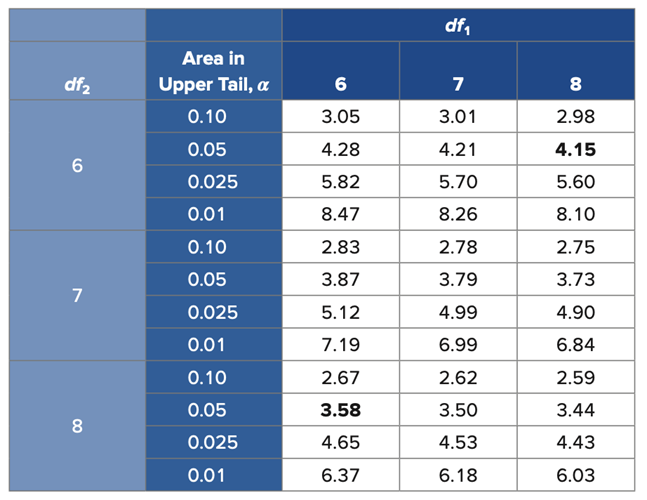 df₁
df₂ Area in Upper Tail, α 6 7 8
6 0.10 3.05 3.01 2.98
0.05 4.28 4.21 4.15
0.025 5.82 5.70 5.60
0.01 8.47 8.26 8.10
7 0.10 2.83 2.78 2.75
0.05 3.87 3.79 3.73
0.025 5.12 4.99 4.90
0.01 7.19 6.99 6.84
8 0.10 2.67 2.62 2.59
0.05 3.58 3.50 3.44
0.025 4.65 4.53 4.43
0.01 6.37 6.18 6.03